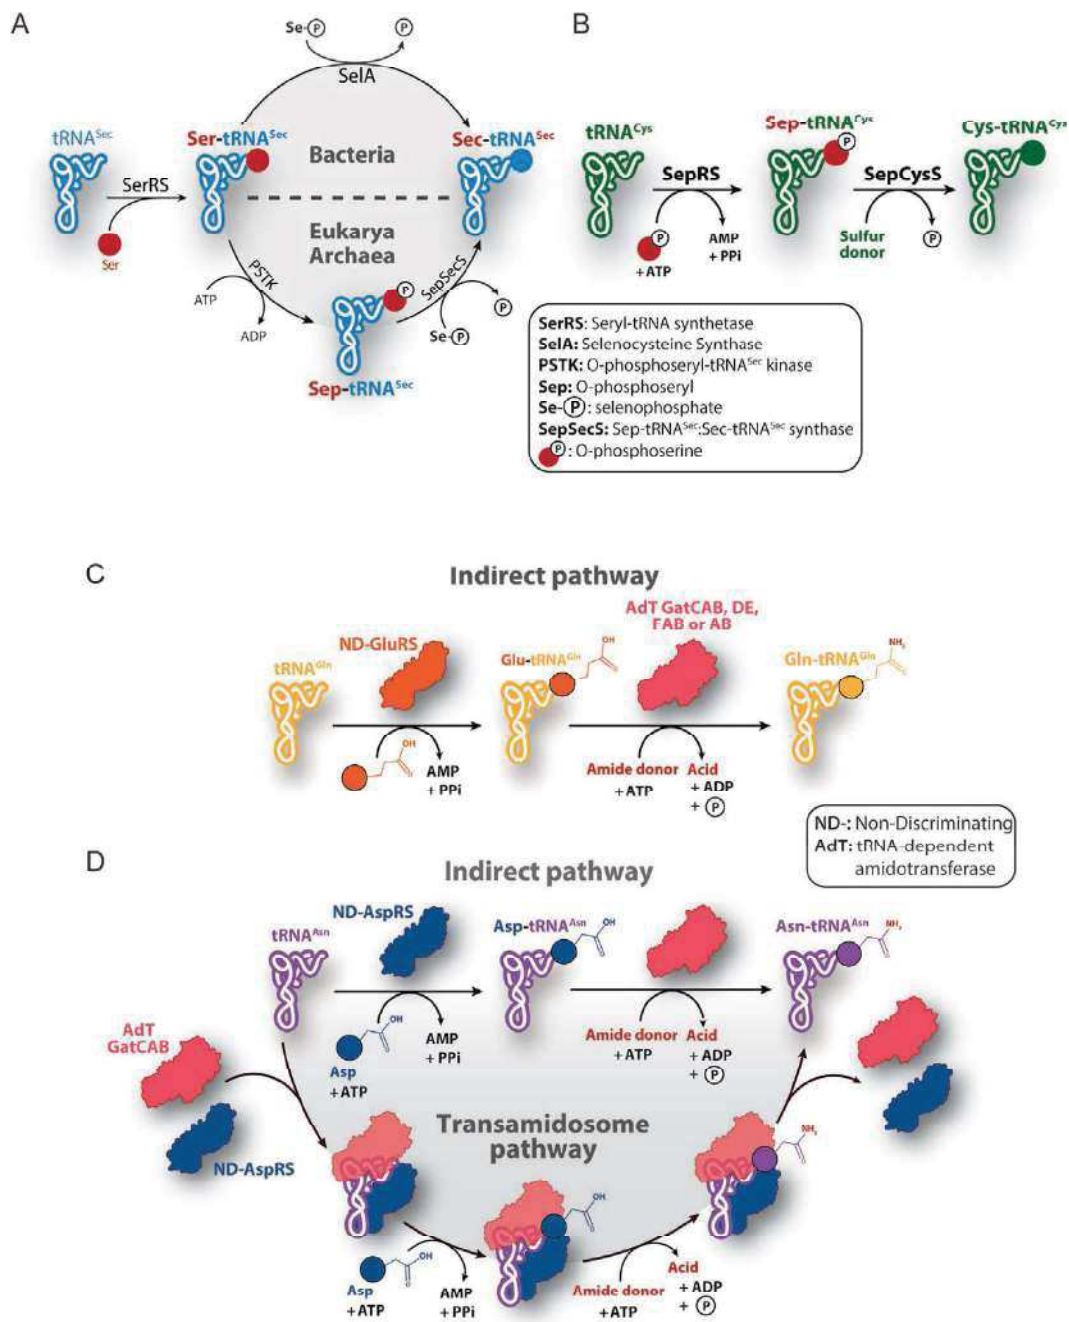 A
Se-P
P
SelA
tRNASec
Ser-tRNASec
Sec-tRNASec
Bacteria
SerRS
Ser
Eukarya
Archaea
PSTK
SepSecS
ATP
ADP
P
P
Se-P
Sep-tRNASec
B
tRNACys
Sep-tRNACys
P
Cys-tRNACys
SepRS
SepCysS
P
+ ATP
AMP
+ PPi
Sulfur
donor
P
SerRS: Seryl-tRNA synthetase
SelA: Selenocysteine Synthase
PSTK: O-phosphoseryl-tRNASec kinase
Sep: O-phosphoseryl
Se-P: selenophosphate
SepSecS: Sep-tRNASec:Sec-tRNASec synthase
P: O-phosphoserine
C
Indirect pathway
AdT GatCAB, DE,
FAB or AB
ND-GluRS
tRNAGln
Glu-tRNAGln
OH
Gln-tRNAGln
NH2
OH
AMP
+ PPi
Amide donor
+ ATP
Acid
+ ADP
+ P
ND-: Non-Discriminating
AdT: tRNA-dependent
amidotransferase
D
Indirect pathway
ND-AspRS
tRNAAsn
Asp-tRNAAsn
OH
Asn-tRNAAsn
NH2
OH
Asp
+ ATP
AMP
+ PPi
Amide donor
+ ATP
Acid
+ ADP
+ P
AdT
GatCAB
ND-AspRS
Transamidosome
pathway
NH2
OH
OH
Asp
+ ATP
AMP
+ PPi
Amide donor
+ ATP
Acid
+ ADP
+ P